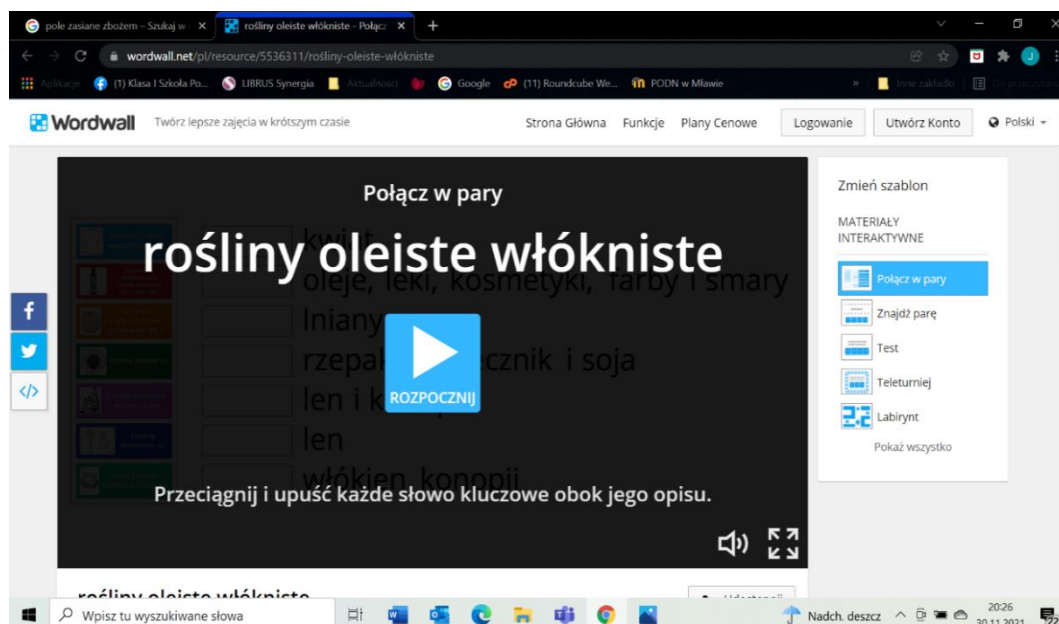 pole zasiane zbożem – Szukaj w
rośliny oleiste włókniste - Połącz
wordwall.net/pl/resource/5536311/rosliny-oleiste-włókniste
Aplikacje
(1) Klasa I Szkoła Po...
LIBRUS Synergia
Aktualności
Google
(11) Roundcube We...
PODN w Mławie
»
Inne zakładki
Do przeczytania
Wordwall
Twórz lepsze zajęcia w krótszym czasie
Strona Główna
Funkcje
Plany Cenowe
Logowanie
Utwórz Konto
Polski
Połącz w pary
rośliny oleiste włókniste
kwiat
oleje, leki, kosmetyki, farby i smary
lniany
soja
len
włókien konopii
ROZPOCZNIJ
Przeciągnij i upuść każde słowo kluczowe obok jego opisu.
Zmień szablon
MATERIAŁY
INTERAKTYWNE
Połącz w pary
Znajdź parę
Test
Teleturniej
Labirynt
Pokaż wszystko
rośliny oleiste włókniste
Wpisz tu wyszukiwane słowa
Nadch. deszcz
20:26
30.11.2021